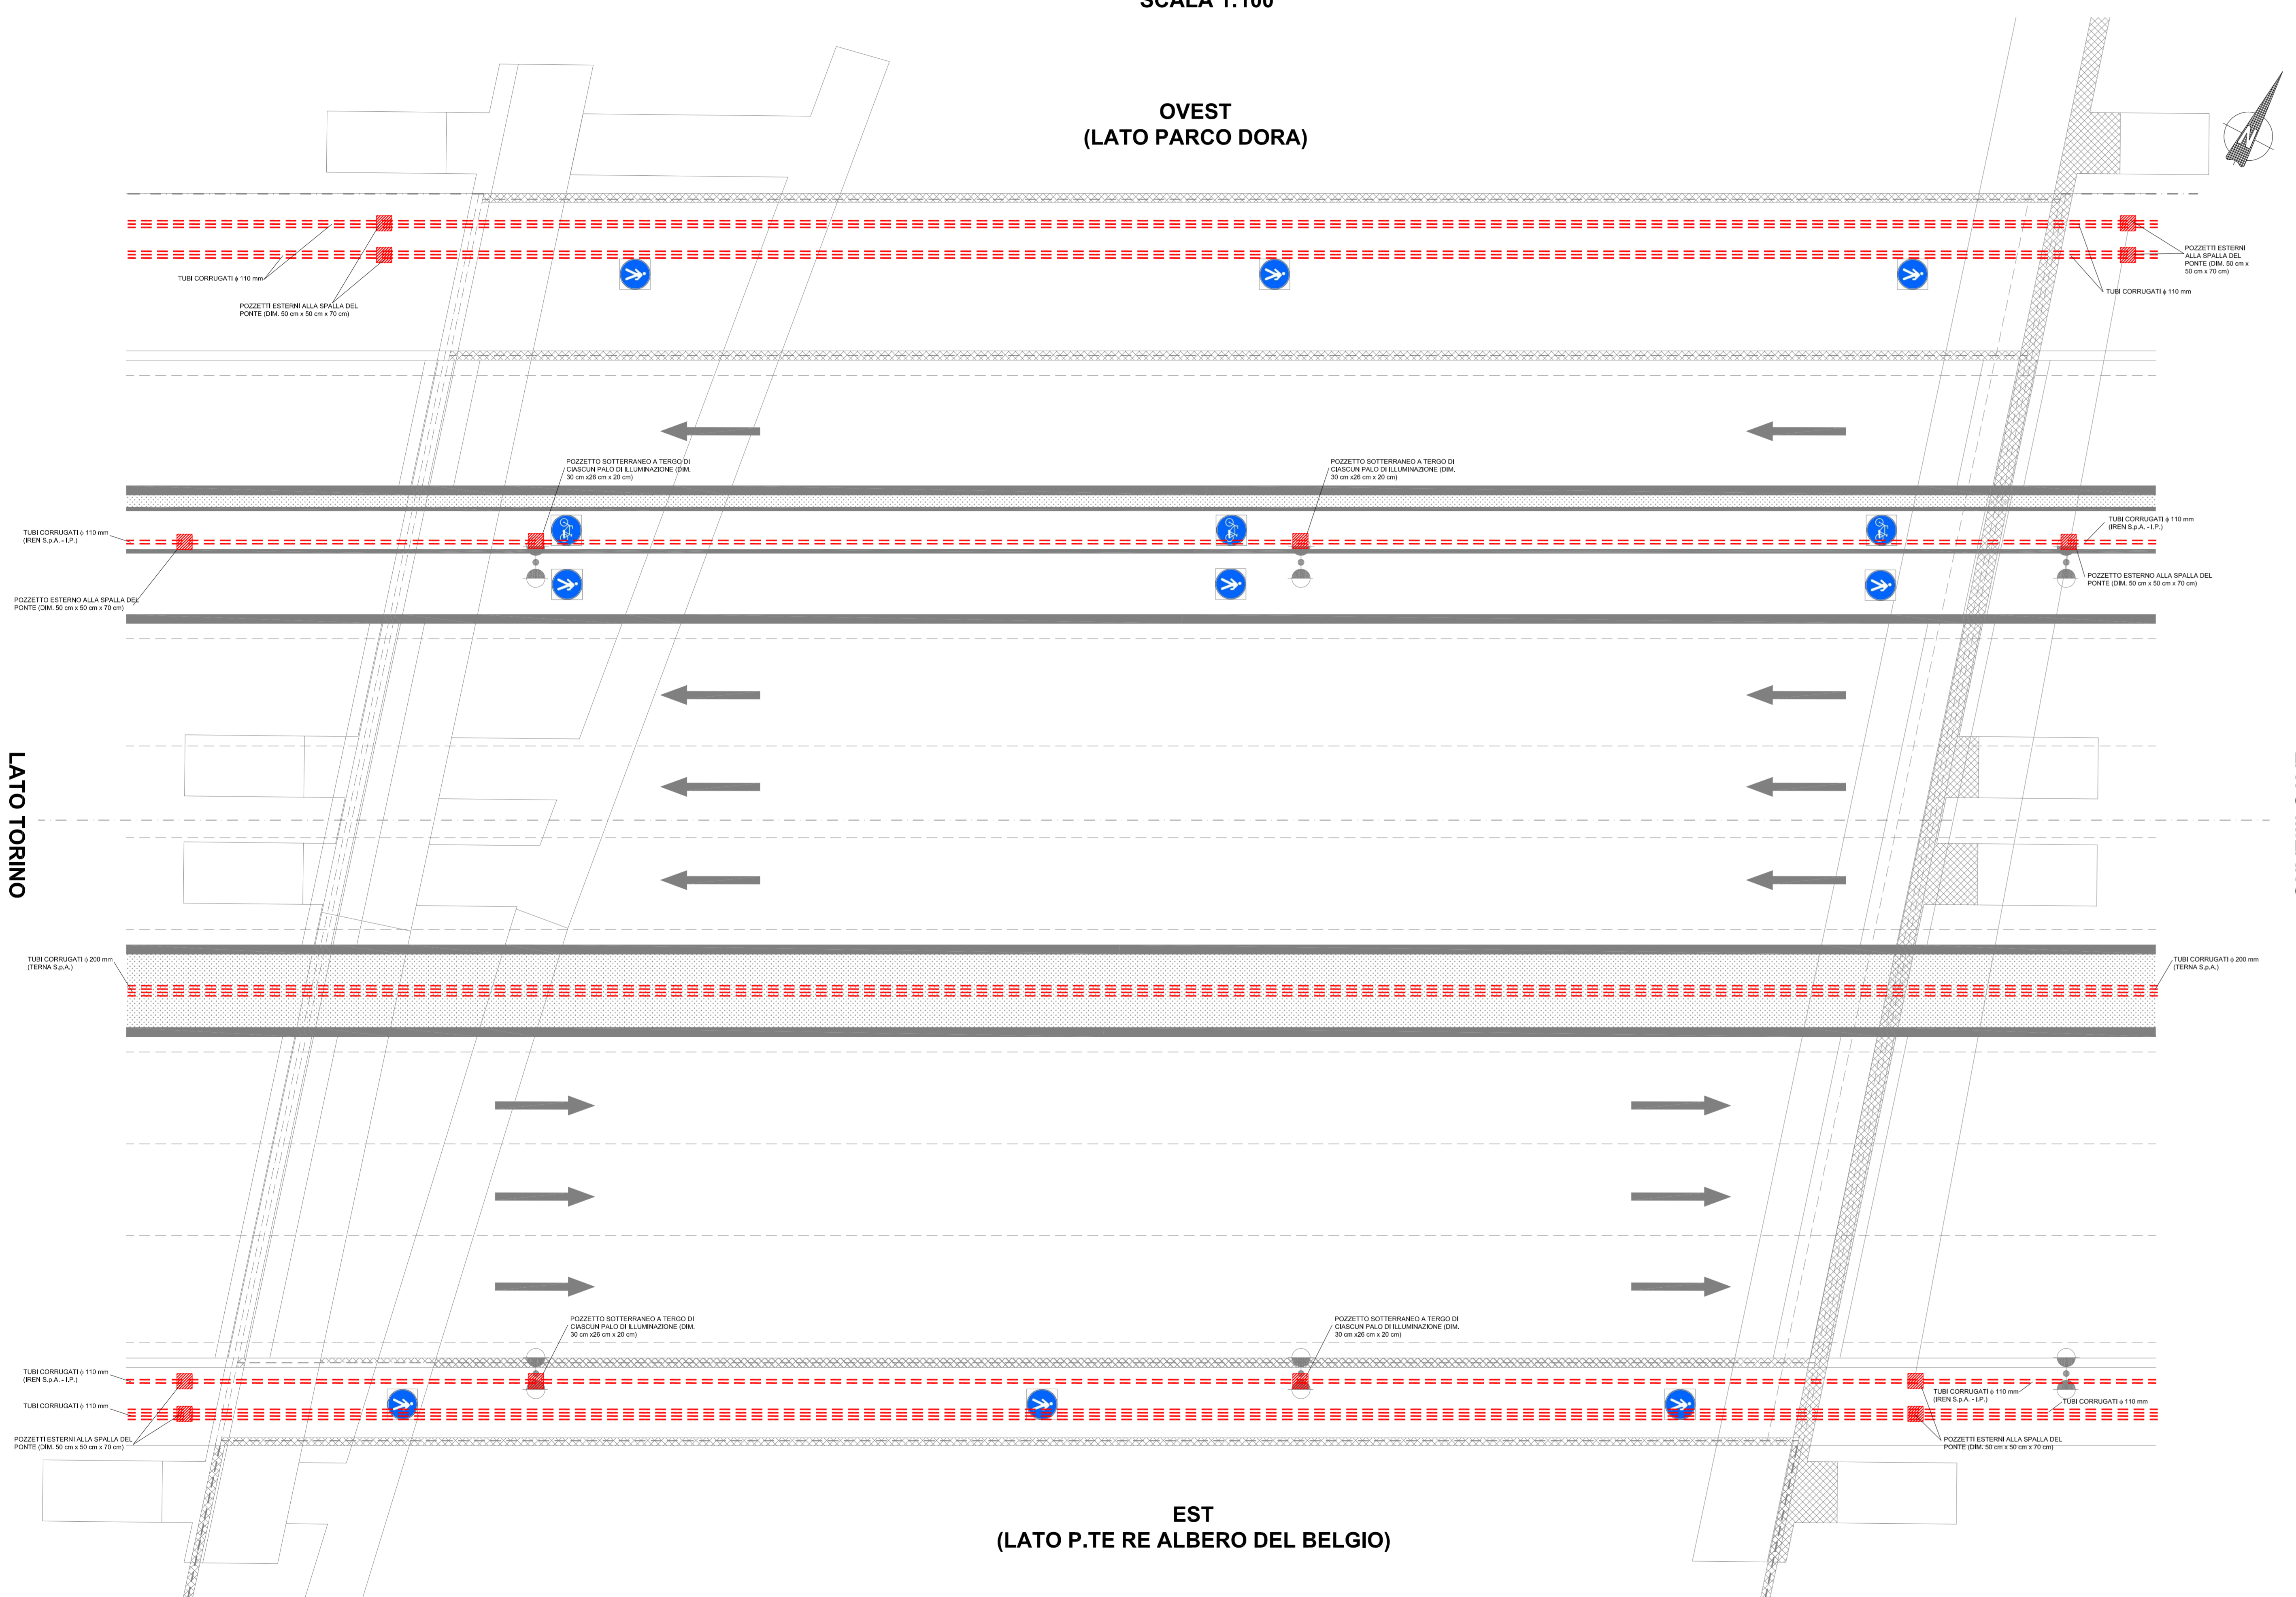 SCALA 1:100
OVEST
(LATO PARCO DORA)
N
TUBI CORRUGATI ϕ 110 mm
POZZETTI ESTERNI ALLA SPALLA DEL
PONTE (DIM. 50 cm x 50 cm x 70 cm)
POZZETTI ESTERNI
ALLA SPALLA DEL
PONTE (DIM. 50 cm x
50 cm x 70 cm)
TUBI CORRUGATI ϕ 110 mm
POZZETTO SOTTERRANEO A TERGO DI
CIASCUN PALO DI ILLUMINAZIONE (DIM.
30 cm x26 cm x 20 cm)
POZZETTO SOTTERRANEO A TERGO DI
CIASCUN PALO DI ILLUMINAZIONE (DIM.
30 cm x26 cm x 20 cm)
TUBI CORRUGATI ϕ 110 mm
(IREN S.p.A. - I.P.)
POZZETTO ESTERNO ALLA SPALLA DEL
PONTE (DIM. 50 cm x 50 cm x 70 cm)
TUBI CORRUGATI ϕ 110 mm
(IREN S.p.A. - I.P.)
POZZETTO ESTERNO ALLA SPALLA DEL
PONTE (DIM. 50 cm x 50 cm x 70 cm)
LATO TORINO
TUBI CORRUGATI ϕ 200 mm
(TERNA S.p.A.)
TUBI CORRUGATI ϕ 200 mm
(TERNA S.p.A.)
POZZETTO SOTTERRANEO A TERGO DI
CIASCUN PALO DI ILLUMINAZIONE (DIM.
30 cm x26 cm x 20 cm)
POZZETTO SOTTERRANEO A TERGO DI
CIASCUN PALO DI ILLUMINAZIONE (DIM.
30 cm x26 cm x 20 cm)
TUBI CORRUGATI ϕ 110 mm
(IREN S.p.A. - I.P.)
TUBI CORRUGATI ϕ 110 mm
POZZETTI ESTERNI ALLA SPALLA DEL
PONTE (DIM. 50 cm x 50 cm x 70 cm)
TUBI CORRUGATI ϕ 110 mm
(IREN S.p.A. - I.P.)
TUBI CORRUGATI ϕ 110 mm
POZZETTI ESTERNI ALLA SPALLA DEL
PONTE (DIM. 50 cm x 50 cm x 70 cm)
EST
(LATO P.TE RE ALBERO DEL BELGIO)